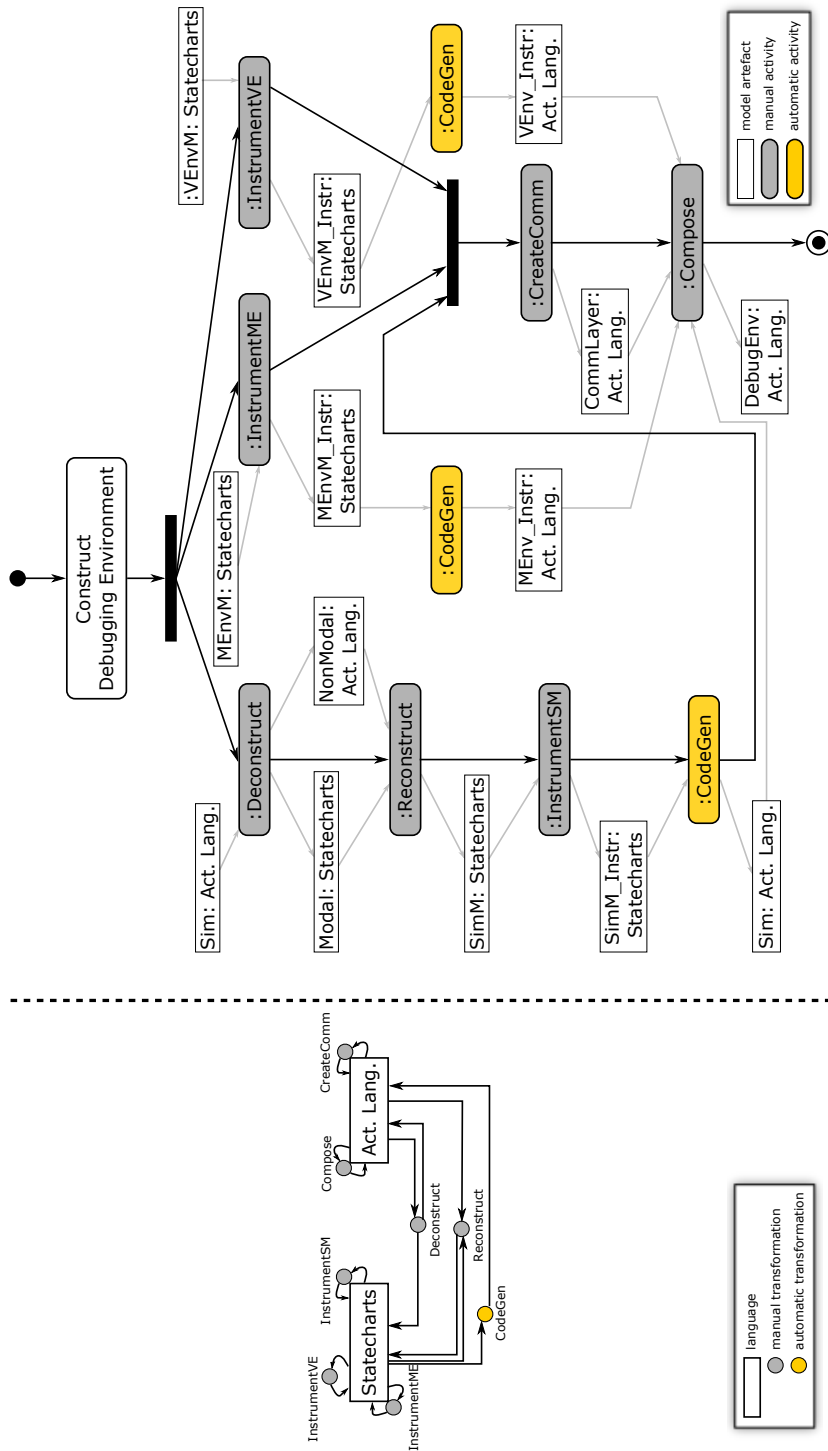 InstrumentVE
InstrumentSM
Statecharts
InstrumentME
Compose
CreateComm
Act. Lang.
Deconstruct
Reconstruct
CodeGen
language
manual transformation
automatic transformation
Construct
Debugging Environment
Sim: Act. Lang.
:Deconstruct
Modal: Statecharts
NonModal:
Act. Lang.
:Reconstruct
SimM: Statecharts
:InstrumentSM
SimM_Instr:
Statecharts
:CodeGen
Sim: Act. Lang.
MEnvM: Statecharts
:InstrumentME
MEnvM_Instr:
Statecharts
:CodeGen
MEnv_Instr:
Act. Lang.
:VEnvM: Statecharts
:InstrumentVE
VEnvM_Instr:
Statecharts
:CodeGen
VEnv_Instr:
Act. Lang.
:CreateComm
CommLayer:
Act. Lang.
:Compose
DebugEnv:
Act. Lang.
model artefact
manual activity
automatic activity